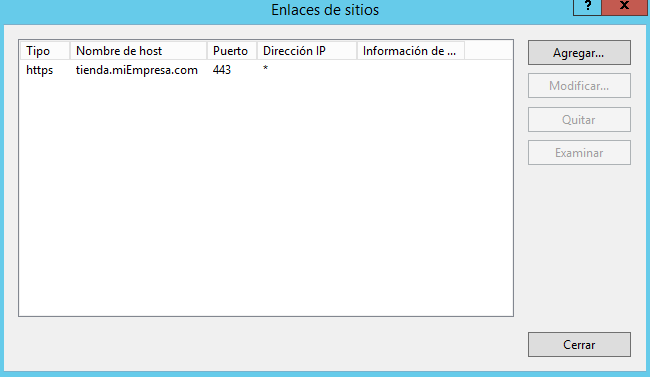 Enlaces de sitios
? x
Tipo Nombre de host Puerto Dirección IP Información de ...
https tienda.miEmpresa.com 443 *
Agregar...
Modificar...
Quitar
Examinar
Cerrar